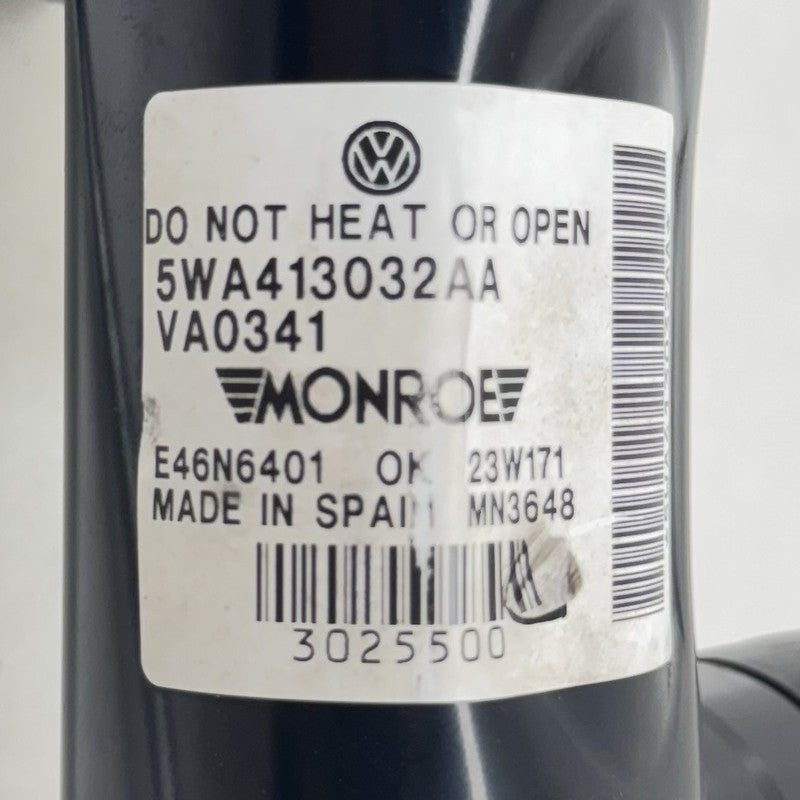 DO NOT HEAT OR OPEN
5WA413032AA
VA0341
MONROE
E46N6401 OK 23W171
MADE IN SPAIN MN3648
3025500